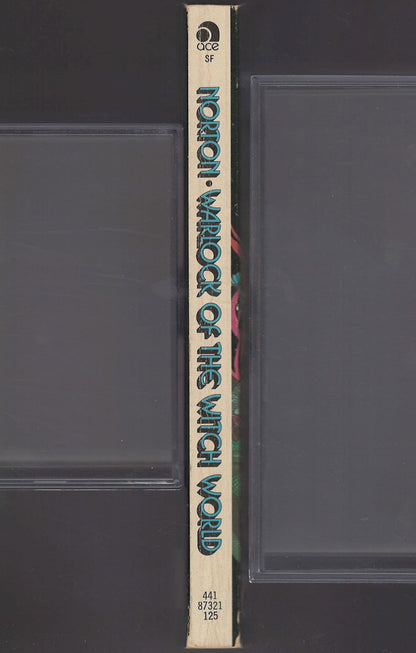 ace
SF
NORTON • WARLOCK OF THE WITCH WORLD
441
87321
125